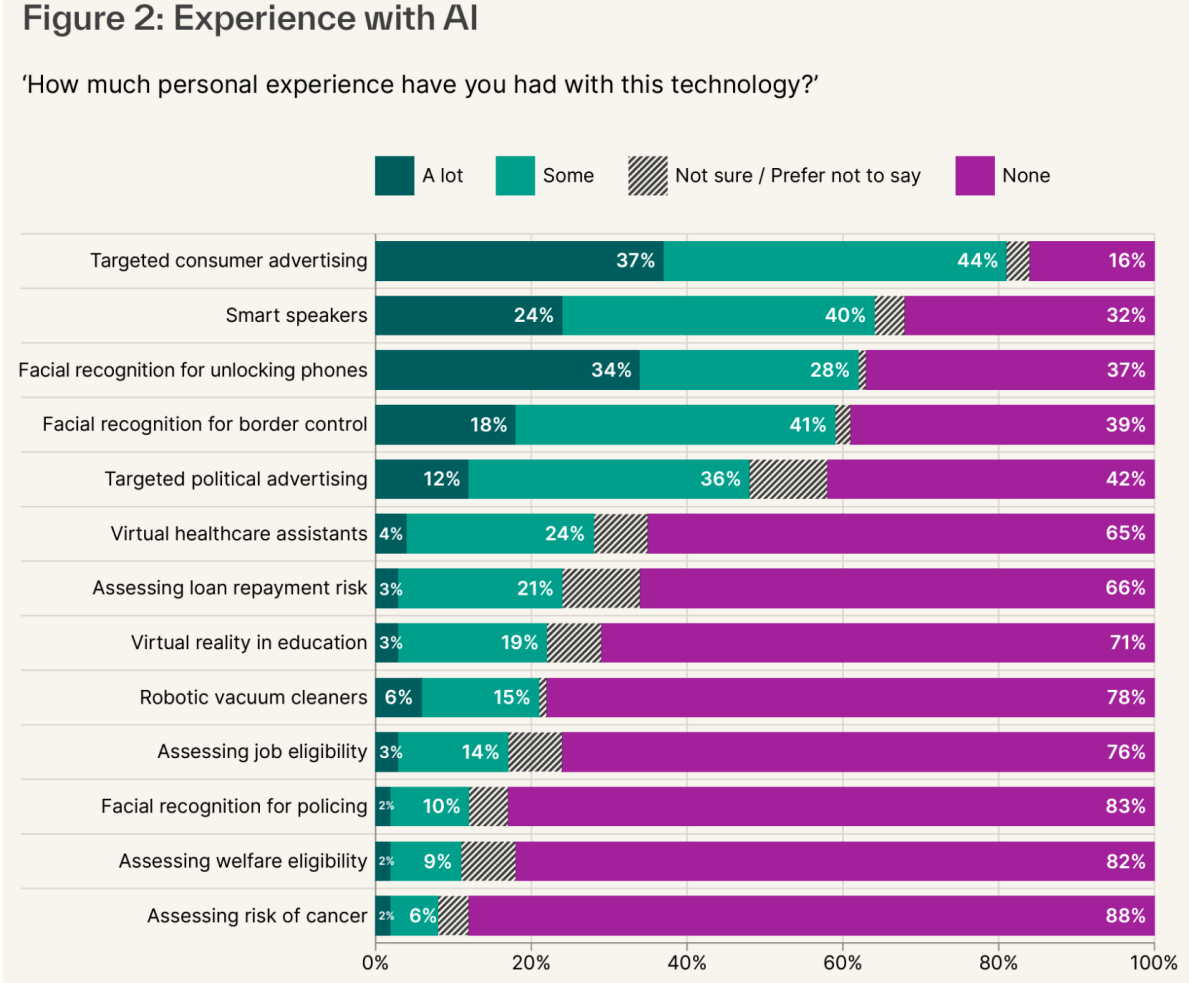 Figure 2: Experience with AI
‘How much personal experience have you had with this technology?’
A lot Some Not sure / Prefer not to say None
Targeted consumer advertising 37% 44% 16%
Smart speakers 24% 40% 32%
Facial recognition for unlocking phones 34% 28% 37%
Facial recognition for border control 18% 41% 39%
Targeted political advertising 12% 36% 42%
Virtual healthcare assistants 4% 24% 65%
Assessing loan repayment risk 3% 21% 66%
Virtual reality in education 3% 19% 71%
Robotic vacuum cleaners 6% 15% 78%
Assessing job eligibility 3% 14% 76%
Facial recognition for policing 2% 10% 83%
Assessing welfare eligibility 2% 9% 82%
Assessing risk of cancer 2% 6% 88%
0% 20% 40% 60% 80% 100%